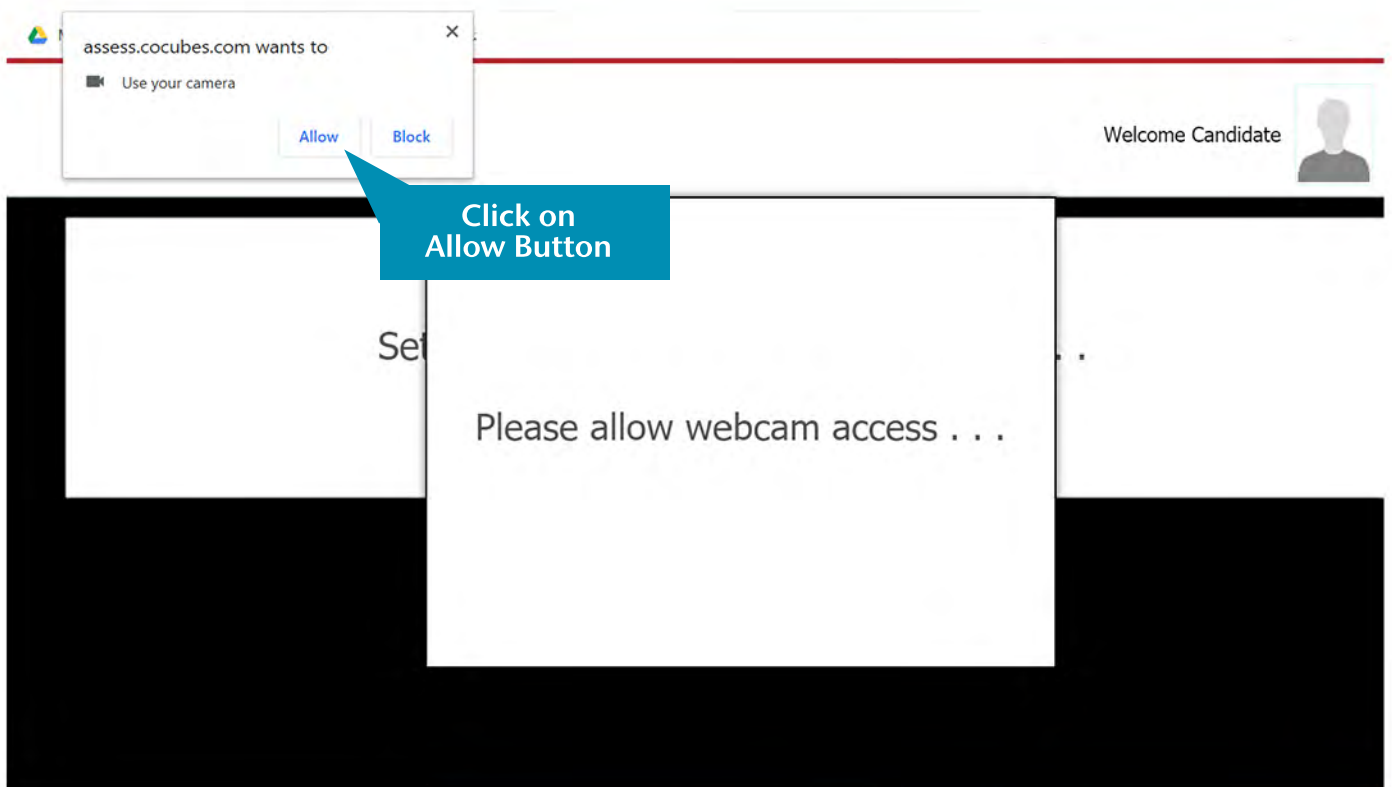 assess.cocubes.com wants to
Use your camera
Allow Block
Welcome Candidate
Click on
Allow Button
Please allow webcam access . . .